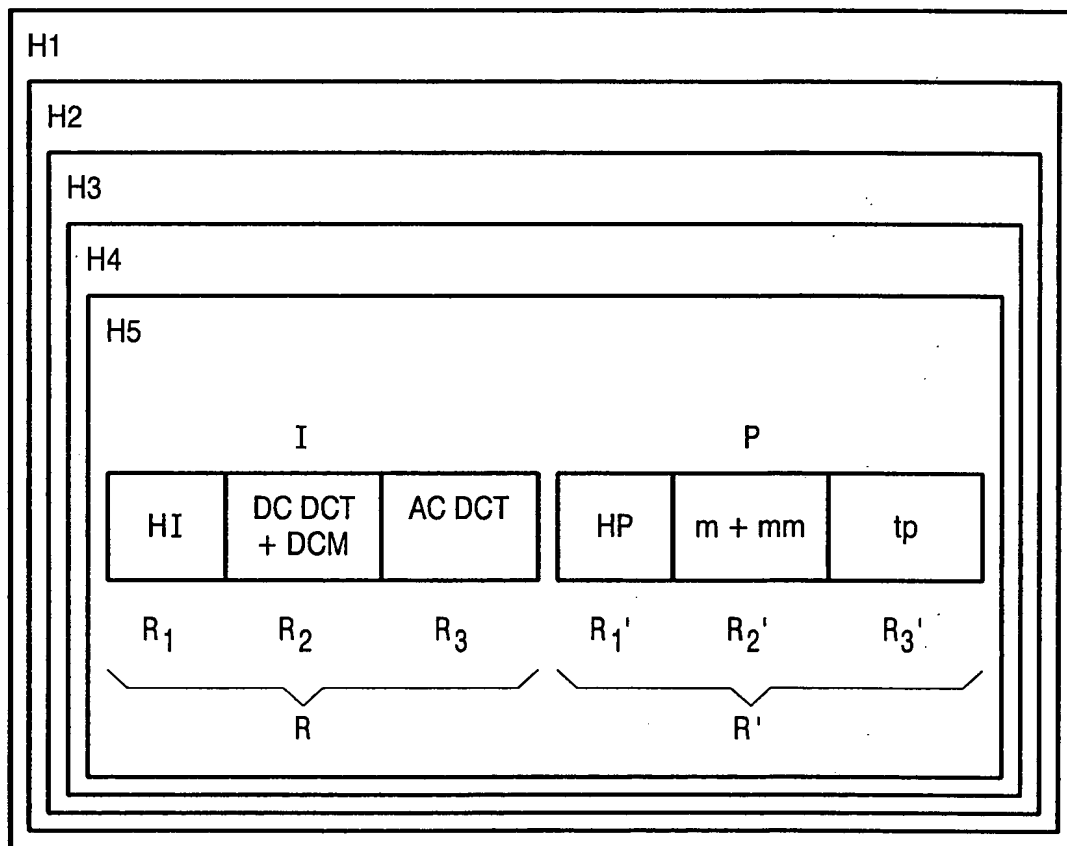 H1
H2
H3
H4
H5
I P
HI DC DCT + DCM AC DCT HP m + mm tp
R₁ R₂ R₃ R₁' R₂' R₃'
R R'